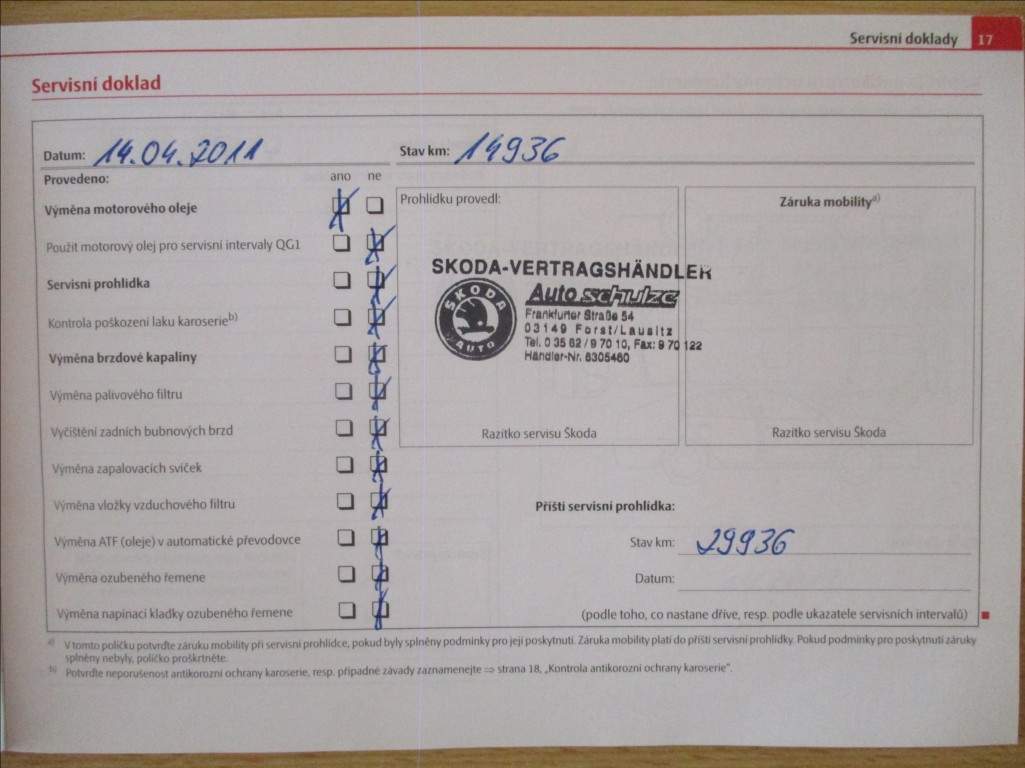 Servisní doklady 17
Servisní doklad
Datum: 14.04.2011 Stav km: 14936
Provedeno: ano ne
Výměna motorového oleje
Použit motorový olej pro servisní intervaly QG1
Servisní prohlídka
Kontrola poškození laku karoserieb)
Výměna brzdové kapaliny
Výměna palivového filtru
Vyčištění zadních bubnových brzd
Výměna zapalovacích svíček
Výměna vložky vzduchového filtru
Výměna ATF (oleje) v automatické převodovce
Výměna ozubeného řemene
Výměna napínací kladky ozubeného řemene
Prohlídku provedl:
SKODA-VERTRAGSHÄNDLER
SKODA
AUTO
Auto schulze
Frankfurter Straße 54
03149 Forst/Lausitz
Tel. 0 35 62 / 9 70 10, Fax: 9 70 122
Händler-Nr. 6305460
Razítko servisu Škoda
Záruka mobilitya)
Razítko servisu Škoda
Příští servisní prohlídka:
Stav km: 29936
Datum:
(podle toho, co nastane dříve, resp. podle ukazatele servisních intervalů)
a) V tomto políčku potvrďte záruku mobility při servisní prohlídce, pokud byly splněny podmínky pro její poskytnutí. Záruka mobility platí do příští servisní prohlídky. Pokud podmínky pro poskytnutí záruky
splněny nebyly, políčko proškrtněte.
b) Potvrďte neporušenost antikorozní ochrany karoserie, resp. případné závady zaznamenejte ⇒ strana 18, „Kontrola antikorozní ochrany karoserie".